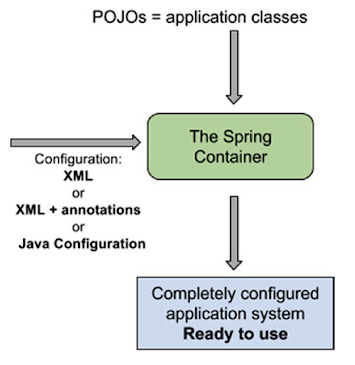 POJOs = application classes
The Spring
Container
Configuration:
XML
or
XML + annotations
or
Java Configuration
Completely configured
application system
Ready to use